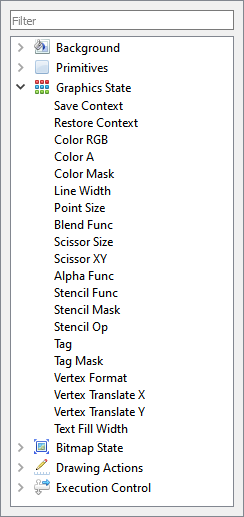 Filter
Background
Primitives
Graphics State
Save Context
Restore Context
Color RGB
Color A
Color Mask
Line Width
Point Size
Blend Func
Scissor Size
Scissor XY
Alpha Func
Stencil Func
Stencil Mask
Stencil Op
Tag
Tag Mask
Vertex Format
Vertex Translate X
Vertex Translate Y
Text Fill Width
Bitmap State
Drawing Actions
Execution Control